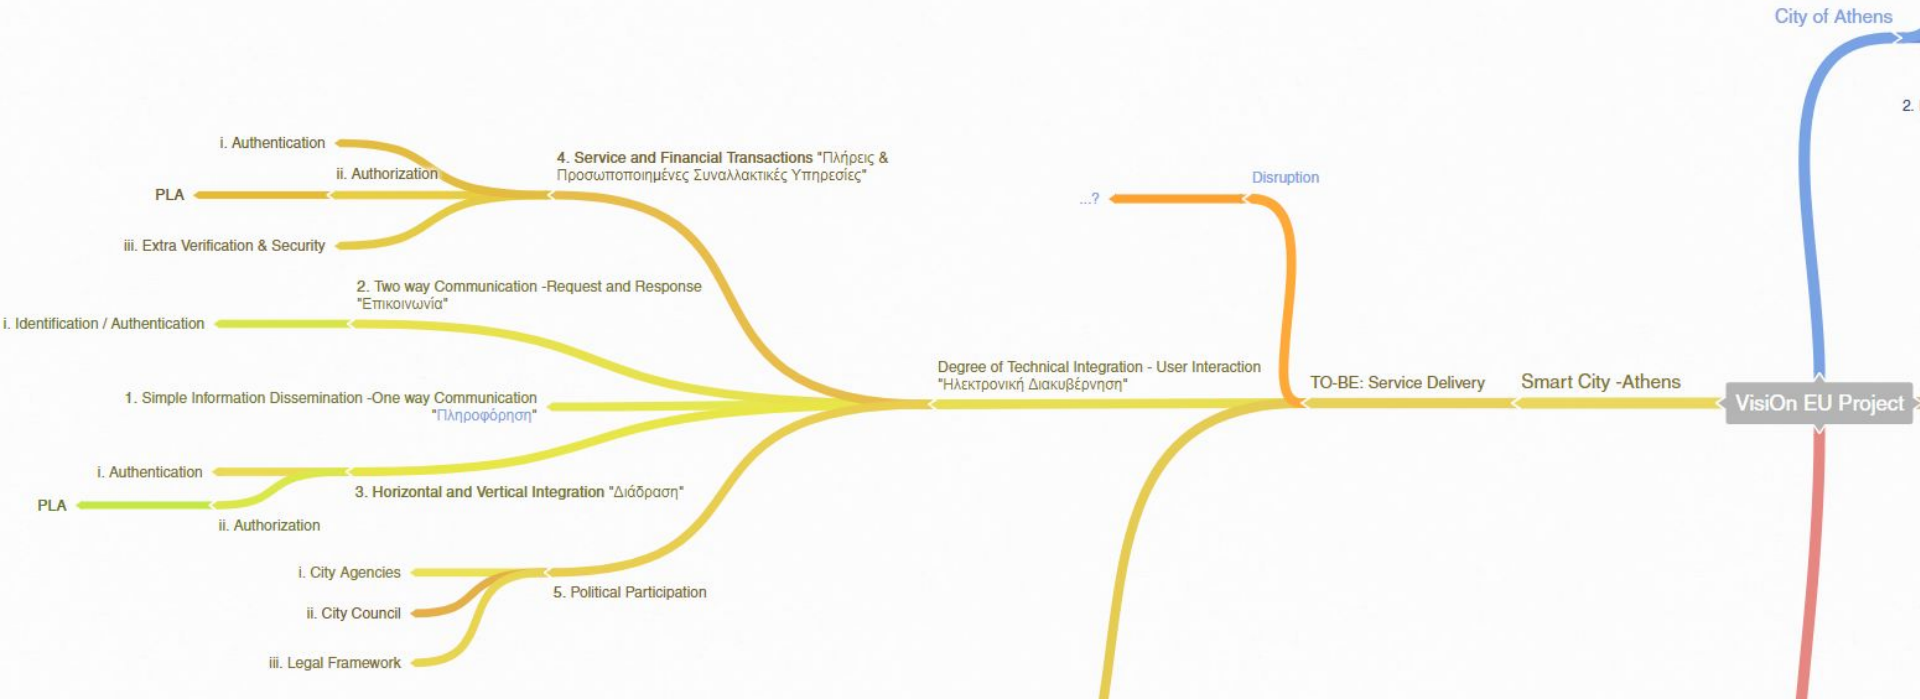 City of Athens
2.
i. Authentication
ii. Authorization
PLA
iii. Extra Verification & Security
4. Service and Financial Transactions "Πλήρεις &
Προσωποποιημένες Συναλλακτικές Υπηρεσίες"
Disruption
...?
2. Two way Communication -Request and Response
"Επικοινωνία"
i. Identification / Authentication
1. Simple Information Dissemination -One way Communication
"Πληροφόρηση"
i. Authentication
PLA
ii. Authorization
3. Horizontal and Vertical Integration "Διάδραση"
i. City Agencies
ii. City Council
iii. Legal Framework
5. Political Participation
Degree of Technical Integration - User Interaction
"Ηλεκτρονική Διακυβέρνηση"
TO-BE: Service Delivery
Smart City -Athens
VisiOn EU Project